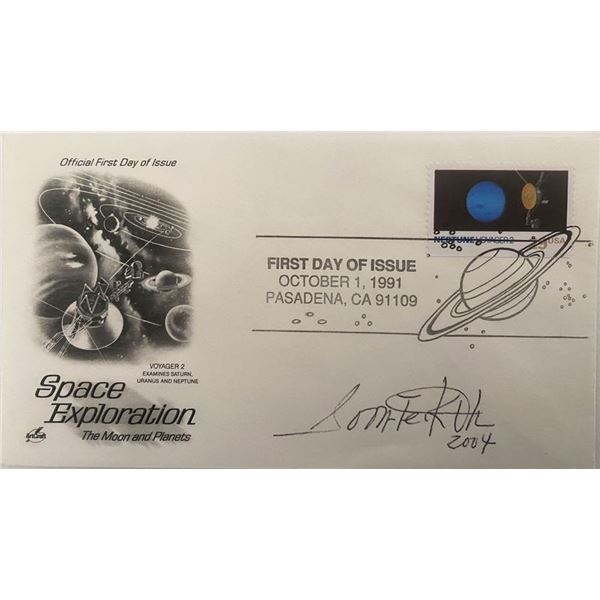 Official First Day of Issue
NEPTUNE VOYAGER 2
USA
FIRST DAY OF ISSUE
OCTOBER 1, 1991
PASADENA, CA 91109
VOYAGER 2
EXAMINES SATURN,
URANUS AND NEPTUNE
Space
Exploration
The Moon and Planets
ArtCraft
2004